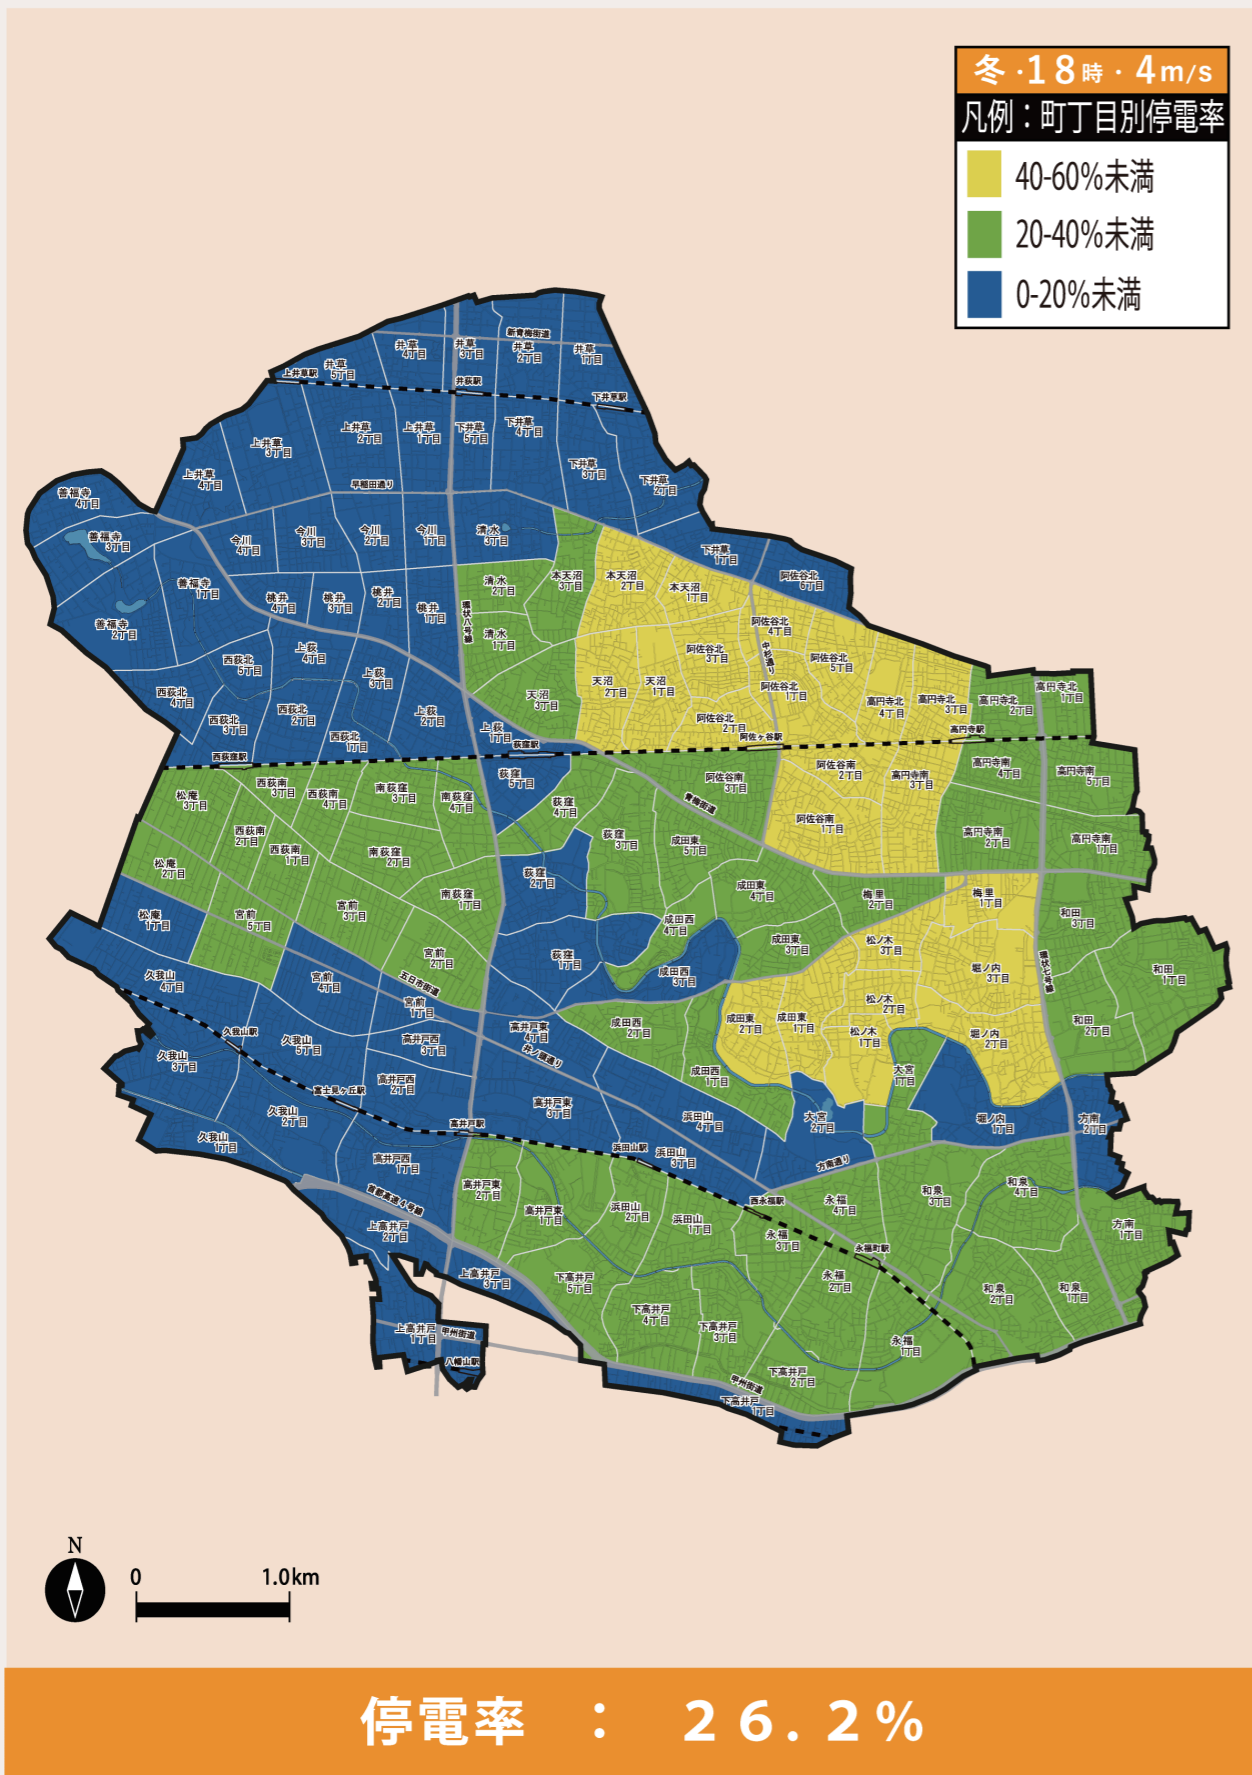 冬・18時・4m/s
凡例：町丁目別停電率
40-60%未満
20-40%未満
0-20%未満
新青梅街道
井草
4丁目
井草
3丁目
井草
2丁目
井草
1丁目
井草
5丁目
上井草駅
井荻駅
下井草駅
上井草
3丁目
上井草
2丁目
上井草
1丁目
下井草
5丁目
下井草
4丁目
下井草
3丁目
下井草
2丁目
上井草
4丁目
早稲田通り
善福寺
4丁目
善福寺
3丁目
今川
4丁目
今川
3丁目
今川
2丁目
今川
1丁目
清水
3丁目
下井草
1丁目
阿佐谷北
6丁目
善福寺
1丁目
善福寺
2丁目
桃井
4丁目
桃井
3丁目
桃井
2丁目
桃井
1丁目
環状八号線
清水
2丁目
本天沼
3丁目
本天沼
2丁目
本天沼
1丁目
清水
1丁目
阿佐谷北
4丁目
中杉通り
阿佐谷北
3丁目
阿佐谷北
5丁目
西荻北
5丁目
上荻
4丁目
上荻
3丁目
西荻北
4丁目
西荻北
3丁目
西荻北
2丁目
西荻北
1丁目
上荻
2丁目
上荻
1丁目
天沼
3丁目
天沼
2丁目
天沼
1丁目
阿佐谷北
1丁目
阿佐谷北
2丁目
高円寺北
4丁目
高円寺北
3丁目
高円寺北
2丁目
高円寺北
1丁目
西荻窪駅
荻窪駅
阿佐ヶ谷駅
高円寺駅
松庵
3丁目
西荻南
3丁目
西荻南
4丁目
南荻窪
3丁目
南荻窪
4丁目
荻窪
5丁目
荻窪
4丁目
阿佐谷南
3丁目
青梅街道
阿佐谷南
2丁目
高円寺南
3丁目
高円寺南
4丁目
高円寺南
5丁目
西荻南
2丁目
西荻南
1丁目
南荻窪
2丁目
荻窪
3丁目
成田東
5丁目
阿佐谷南
1丁目
高円寺南
2丁目
高円寺南
1丁目
松庵
2丁目
南荻窪
1丁目
荻窪
2丁目
成田東
4丁目
梅里
2丁目
梅里
1丁目
松庵
1丁目
宮前
5丁目
宮前
3丁目
宮前
2丁目
荻窪
1丁目
成田西
4丁目
成田西
3丁目
成田東
3丁目
松ノ木
3丁目
堀ノ内
3丁目
和田
3丁目
環状七号線
和田
1丁目
久我山
4丁目
宮前
4丁目
五日市街道
宮前
1丁目
高井戸東
4丁目
井ノ頭通り
成田西
2丁目
成田東
2丁目
成田東
1丁目
松ノ木
2丁目
松ノ木
1丁目
堀ノ内
2丁目
和田
2丁目
久我山駅
久我山
3丁目
久我山
5丁目
高井戸西
3丁目
高井戸西
2丁目
富士見ヶ丘駅
高井戸東
3丁目
成田西
1丁目
大宮
1丁目
大宮
2丁目
堀ノ内
1丁目
方南
2丁目
久我山
2丁目
久我山
1丁目
高井戸駅
高井戸西
1丁目
浜田山
4丁目
浜田山駅
浜田山
3丁目
方南通り
首都高速4号線
高井戸東
2丁目
高井戸東
1丁目
浜田山
2丁目
浜田山
1丁目
西永福駅
永福
4丁目
和泉
3丁目
和泉
4丁目
方南
1丁目
上高井戸
2丁目
上高井戸
3丁目
永福
3丁目
永福町駅
永福
2丁目
下高井戸
5丁目
下高井戸
4丁目
下高井戸
3丁目
和泉
2丁目
和泉
1丁目
上高井戸
1丁目
甲州街道
八幡山駅
永福
1丁目
下高井戸
2丁目
甲州街道
下高井戸
1丁目
N
0 1.0km
停電率 ： 26.2%